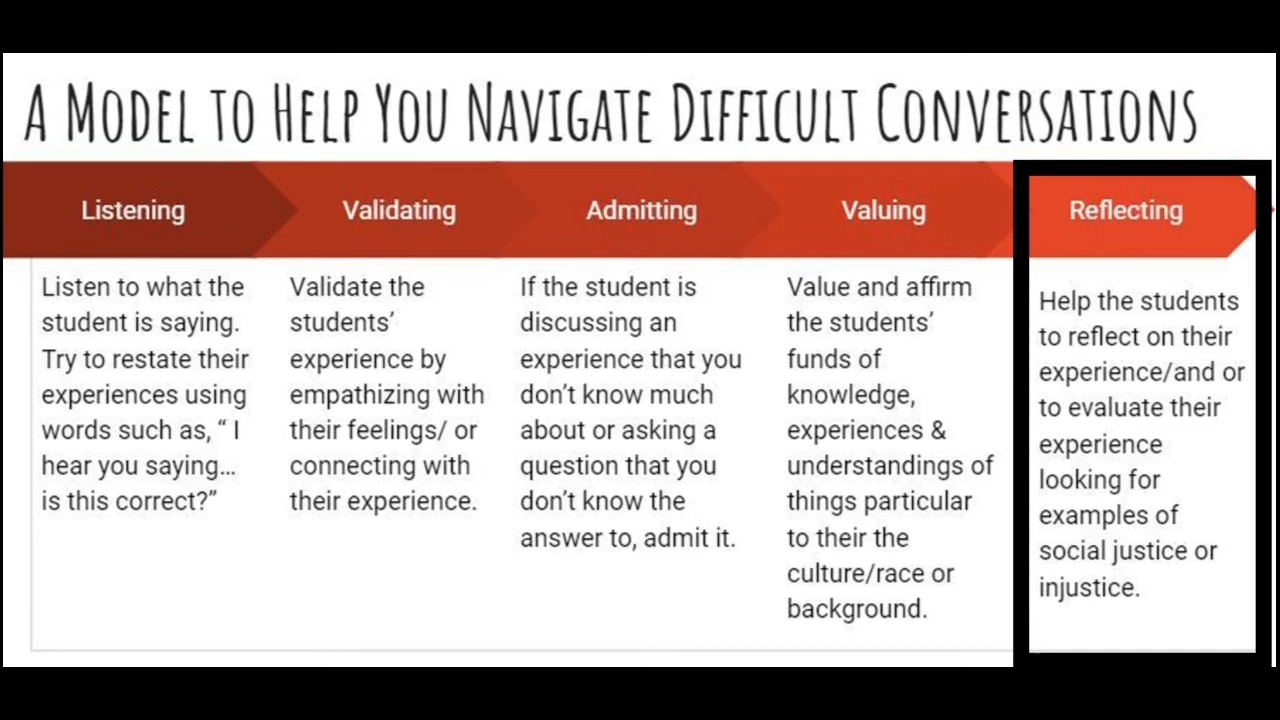 A Model to Help You Navigate Difficult Conversations
Listening
Validating
Admitting
Valuing
Reflecting
Listen to what the
student is saying.
Try to restate their
experiences using
words such as, “ I
hear you saying...
is this correct?”
Validate the
students’
experience by
empathizing with
their feelings/ or
connecting with
their experience.
If the student is
discussing an
experience that you
don’t know much
about or asking a
question that you
don’t know the
answer to, admit it.
Value and affirm
the students’
funds of
knowledge,
experiences &
understandings of
things particular
to their the
culture/race or
background.
Help the students
to reflect on their
experience/and or
to evaluate their
experience
looking for
examples of
social justice or
injustice.